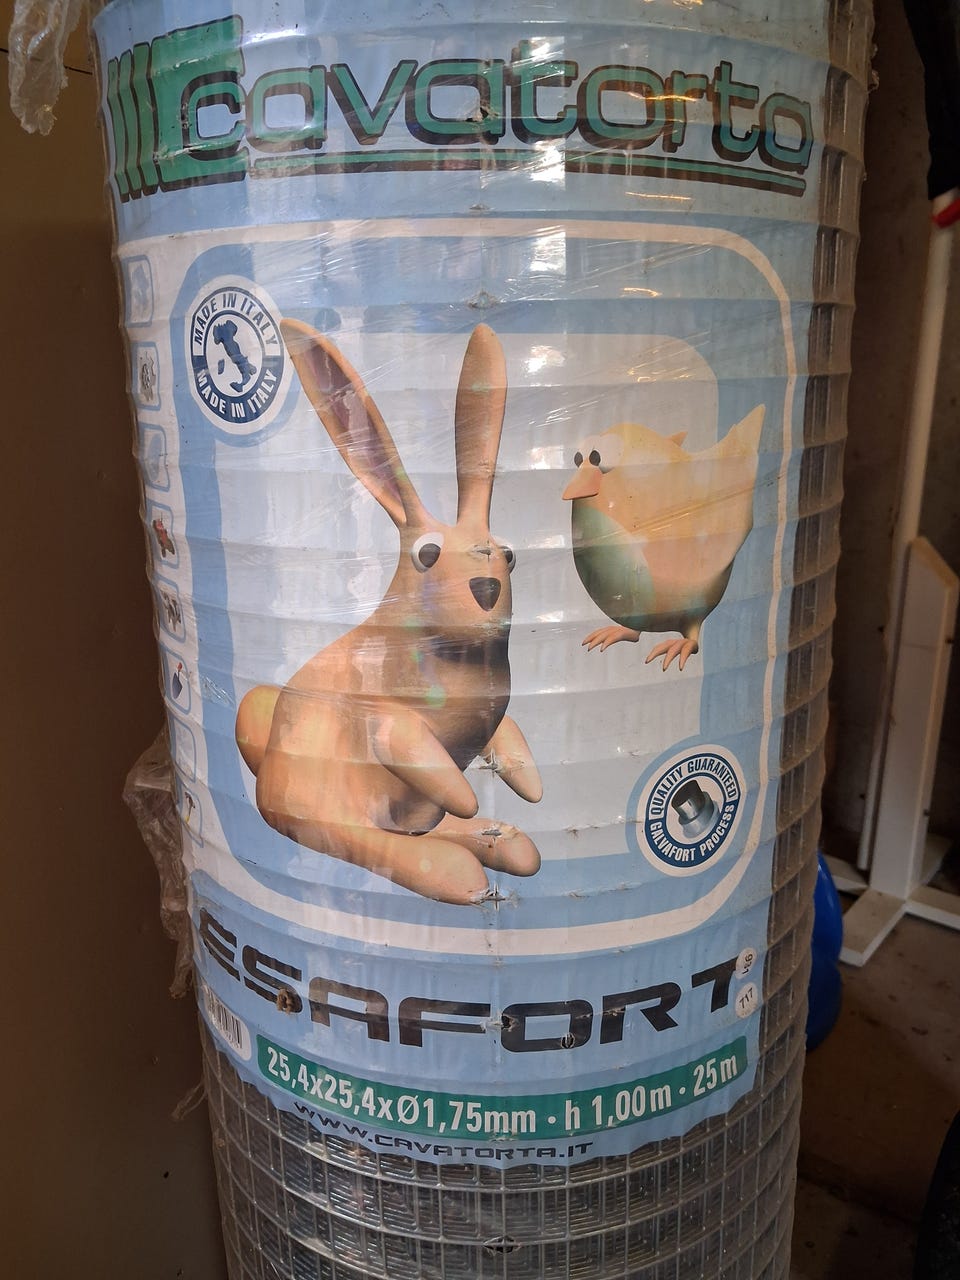 Cavatorta
MADE IN ITALY
MADE IN ITALY
QUALITY GUARANTEED
GALVAFORT PROCESS
ESAFORT
25,4x25,4xØ1,75mm · h 1,00m · 25m
WWW.CAVATORTA.IT